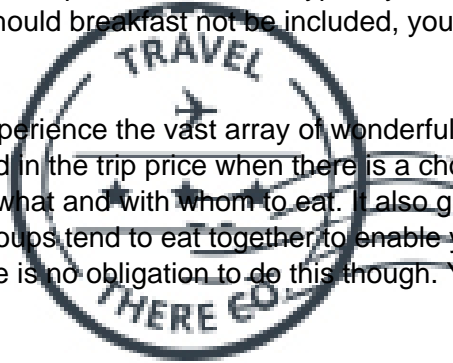 hould breakfast not be included, you
TRAVEL
perience the vast array of wonderful
d in the trip price when there is a cho
what and with whom to eat. It also g
oups tend to eat together to enable y
e is no obligation to do this though. Y
THERE CO.